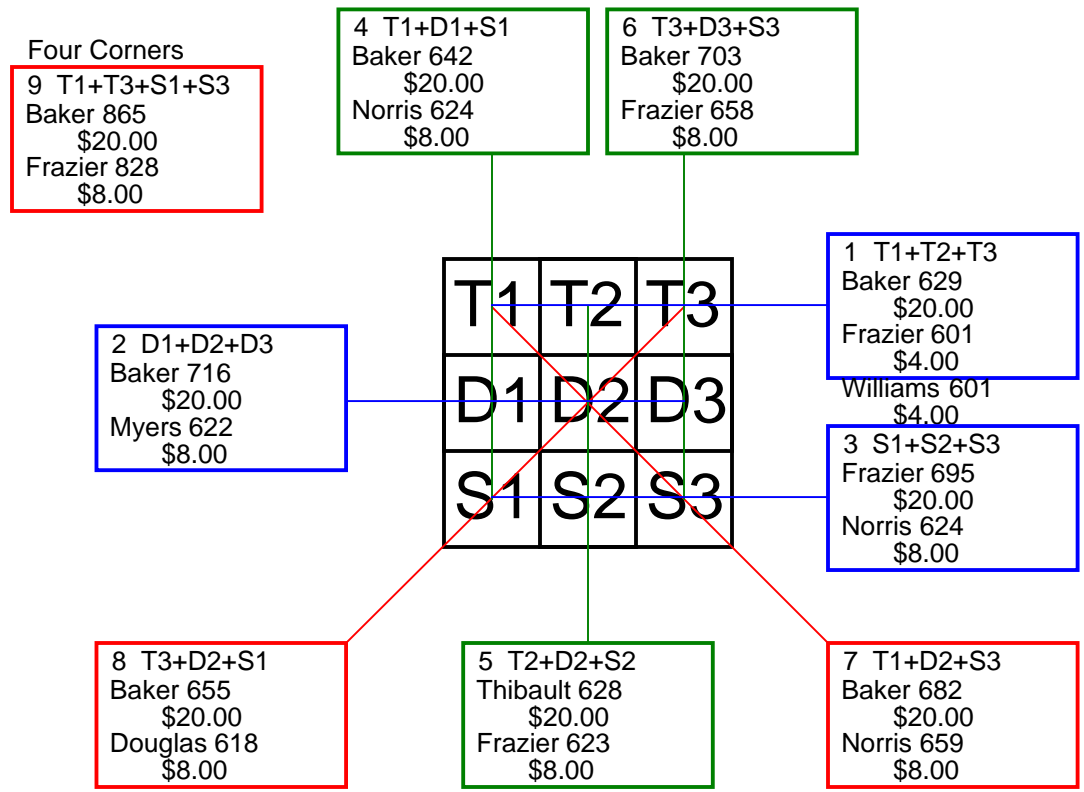 4 T1+D1+S1
Baker 642
$20.00
Norris 624
$8.00
6 T3+D3+S3
Baker 703
$20.00
Frazier 658
$8.00
Four Corners
9 T1+T3+S1+S3
Baker 865
$20.00
Frazier 828
$8.00
1 T1+T2+T3
Baker 629
$20.00
Frazier 601
$4.00
Williams 601
$4.00
T1 T2 T3
D1 D2 D3
S1 S2 S3
2 D1+D2+D3
Baker 716
$20.00
Myers 622
$8.00
3 S1+S2+S3
Frazier 695
$20.00
Norris 624
$8.00
8 T3+D2+S1
Baker 655
$20.00
Douglas 618
$8.00
5 T2+D2+S2
Thibault 628
$20.00
Frazier 623
$8.00
7 T1+D2+S3
Baker 682
$20.00
Norris 659
$8.00